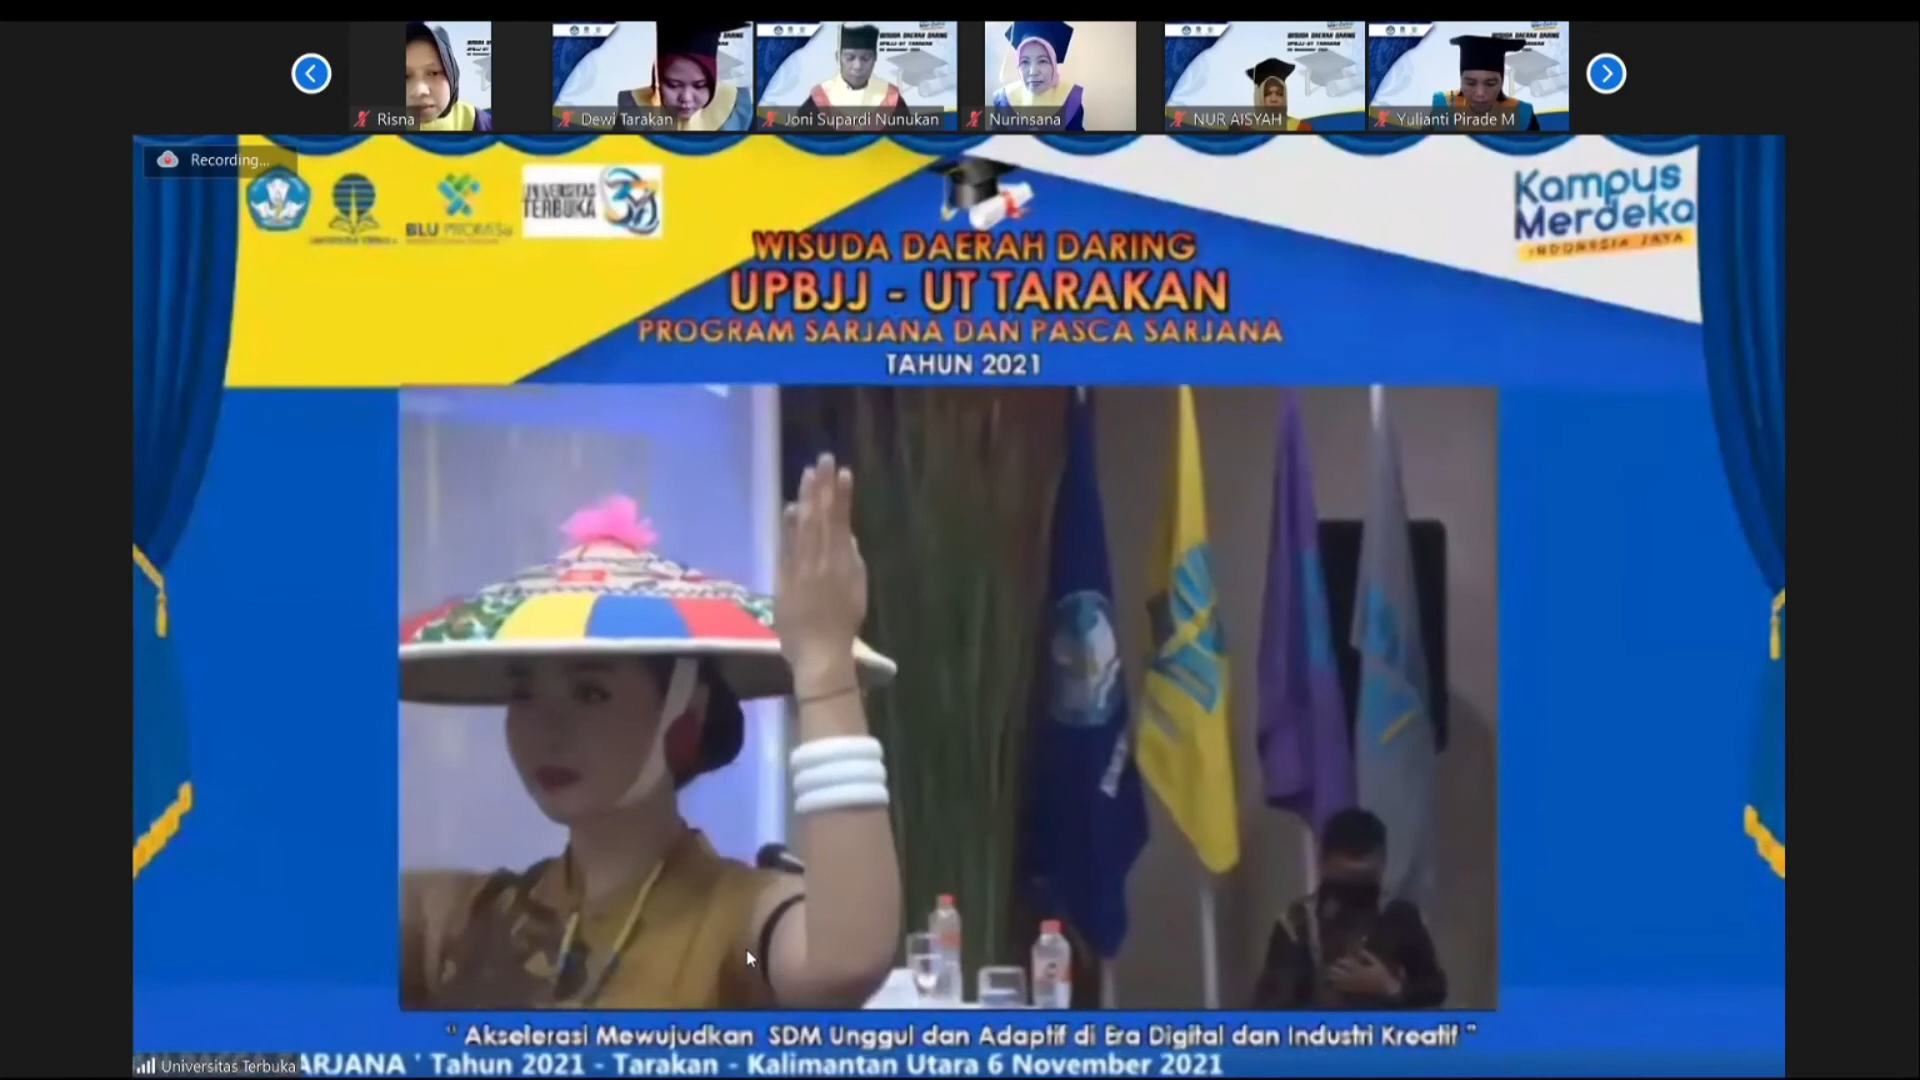 Risna
Dewi Tarakan
Joni Supardi Nunukan
Nurinsana
NUR AISYAH
Yulianti Pirade M
Recording...
BLU
UNIVERSITAS
TERBUKA
Kampus
Merdeka
INDONESIA JAYA
WISUDA DAERAH DARING
UPBJJ - UT TARAKAN
PROGRAM SARJANA DAN PASCA SARJANA
TAHUN 2021
" Akselerasi Mewujudkan SDM Unggul dan Adaptif di Era Digital dan Industri Kreatif "
Universitas Terbuka
ARJANA ' Tahun 2021 - Tarakan - Kalimantan Utara 6 November 2021